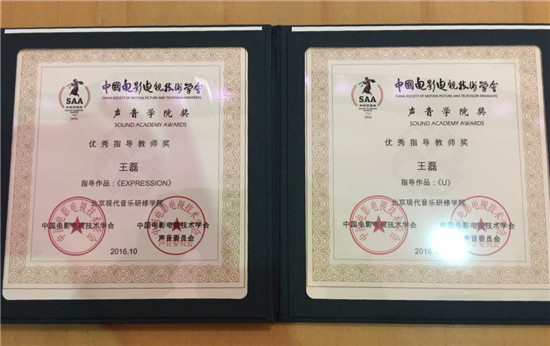 SAA
中国电影电视技术学会
CHINA SOCIETY OF MOTION PICTURE AND TELEVISION ENGINEERS
声音学院奖
SOUND ACADEMY AWARDS
优秀指导教师奖
王磊
指导作品:《EXPRESSION》
北京现代音乐研修学院
中国电影电视技术学会
中国电影电视技术学会
声音委员会
2016.10
SAA
中国电影电视技术学会
CHINA SOCIETY OF MOTION PICTURE AND TELEVISION ENGINEERS
声音学院奖
SOUND ACADEMY AWARDS
优秀指导教师奖
王磊
指导作品:《U》
北京现代音乐研修学院
中国电影电视技术学会
中国电影电视技术学会
声音委员会
2016